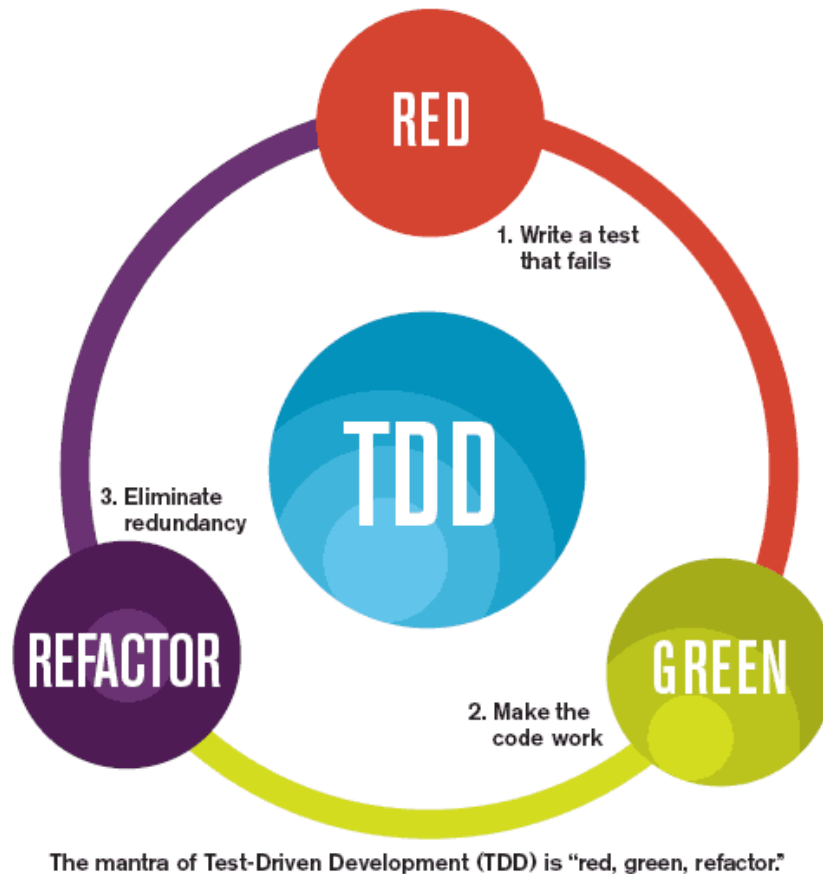 RED
1. Write a test
that fails
TDD
3. Eliminate
redundancy
REFACTOR
GREEN
2. Make the
code work
The mantra of Test-Driven Development (TDD) is “red, green, refactor.”